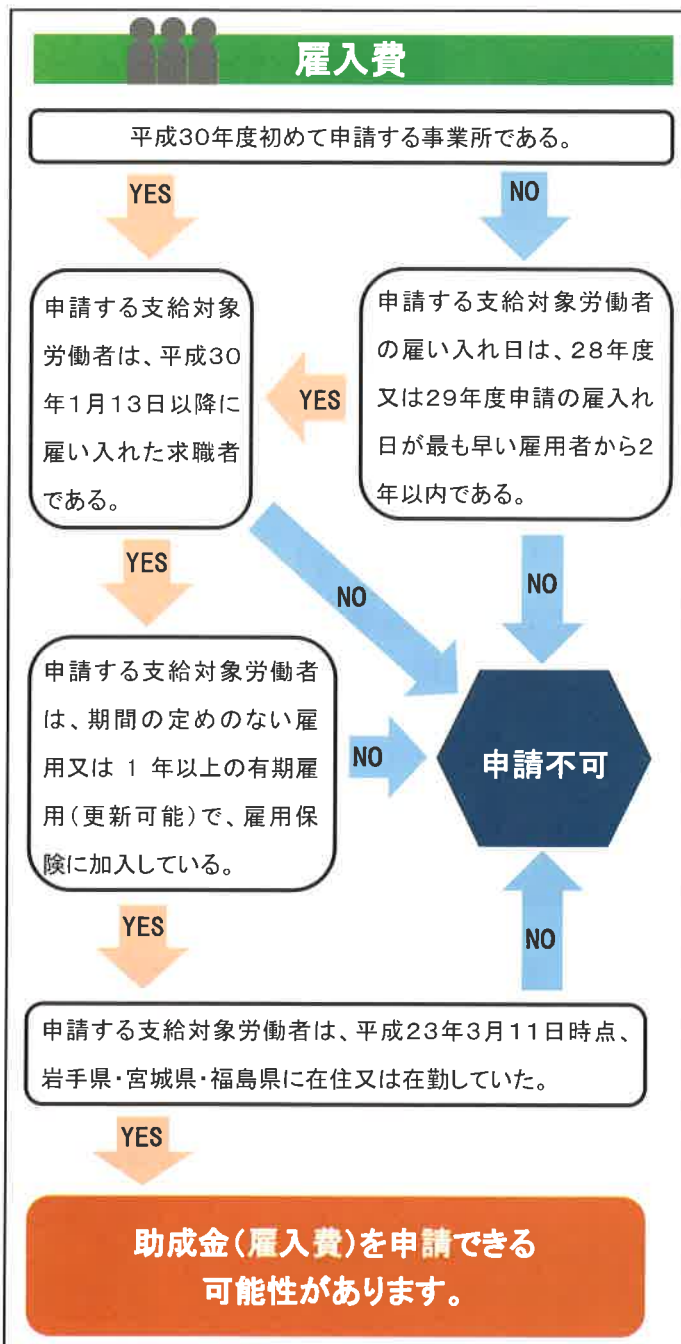 雇入費
平成30年度初めて申請する事業所である。
YES
NO
申請する支給対象
労働者は、平成30
年1月13日以降に
雇い入れた求職者
である。
YES
申請する支給対象労働者
の雇い入れ日は、28年度
又は29年度申請の雇入れ
日が最も早い雇用者から2
年以内である。
YES
NO
NO
申請する支給対象労働者
は、期間の定めのない雇
用又は 1 年以上の有期雇
用(更新可能)で、雇用保
険に加入している。
NO
申請不可
YES
NO
申請する支給対象労働者は、平成23年3月11日時点、
岩手県・宮城県・福島県に在住又は在勤していた。
YES
助成金(雇入費)を申請できる
可能性があります。